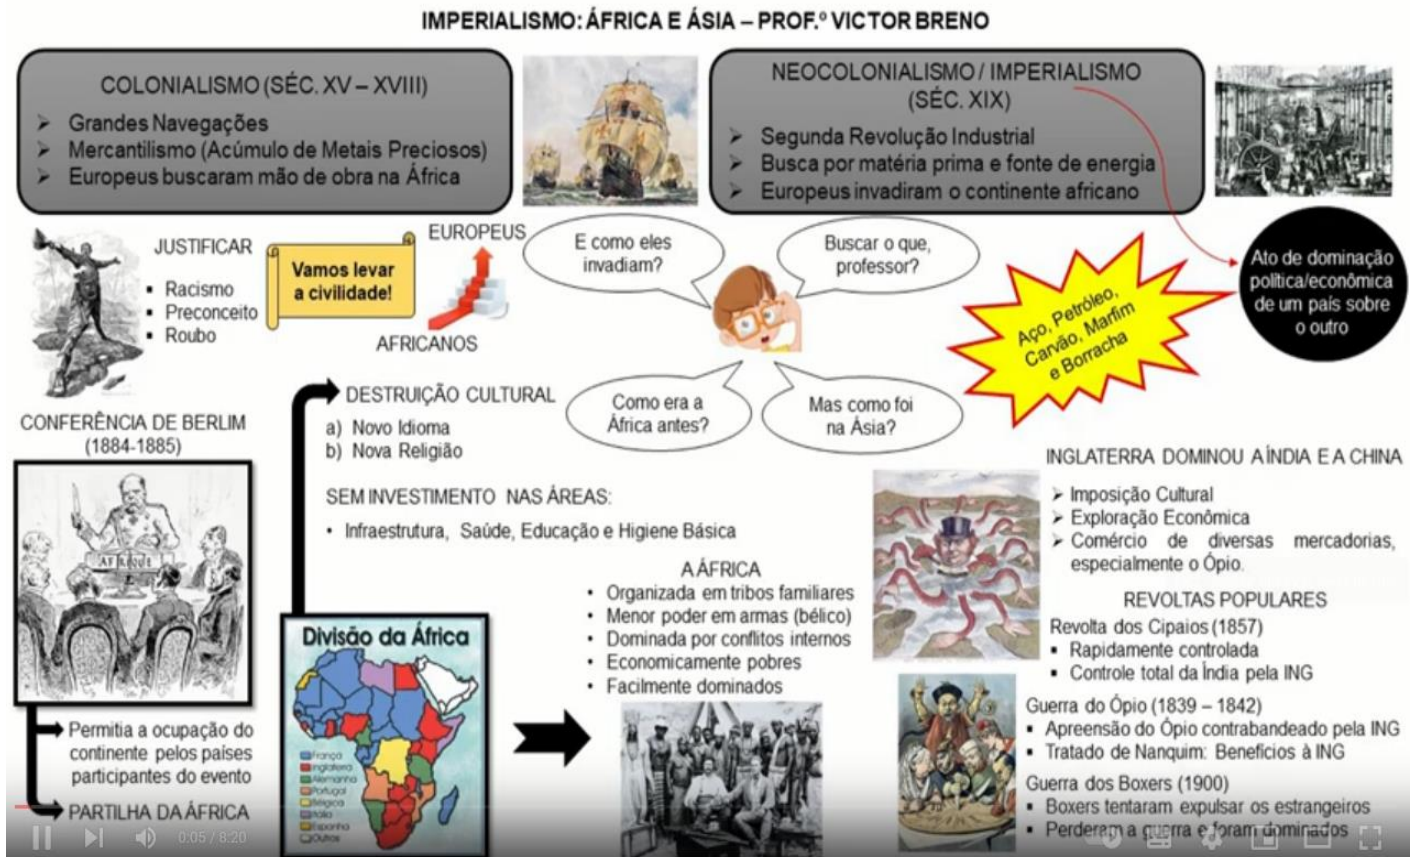 IMPERIALISMO: ÁFRICA E ÁSIA – PROF.º VICTOR BRENO
COLONIALISMO (SÉC. XV – XVIII)
➤ Grandes Navegações
➤ Mercantilismo (Acúmulo de Metais Preciosos)
➤ Europeus buscaram mão de obra na África
NEOCOLONIALISMO / IMPERIALISMO
(SÉC. XIX)
➤ Segunda Revolução Industrial
➤ Busca por matéria prima e fonte de energia
➤ Europeus invadiram o continente africano
JUSTIFICAR
▪ Racismo
▪ Preconceito
▪ Roubo
Vamos levar
a civilidade!
EUROPEUS
AFRICANOS
E como eles
invadiam?
Buscar o que,
professor?
Como era a
África antes?
Mas como foi
na Ásia?
Aço, Petróleo,
Carvão, Marfim
e Borracha
Ato de dominação
política/econômica
de um país sobre
o outro
CONFERÊNCIA DE BERLIM
(1884-1885)
AFRIQUE
Permitia a ocupação do
continente pelos países
participantes do evento
PARTILHA DA ÁFRICA
DESTRUIÇÃO CULTURAL
a) Novo Idioma
b) Nova Religião
SEM INVESTIMENTO NAS ÁREAS:
• Infraestrutura, Saúde, Educação e Higiene Básica
Divisão da África
França
Inglaterra
Alemanha
Portugal
Bélgica
Itália
Espanha
Outros
A ÁFRICA
• Organizada em tribos familiares
• Menor poder em armas (bélico)
• Dominada por conflitos internos
• Economicamente pobres
• Facilmente dominados
INGLATERRA DOMINOU A ÍNDIA E A CHINA
➤ Imposição Cultural
➤ Exploração Econômica
➤ Comércio de diversas mercadorias,
especialmente o Ópio.
REVOLTAS POPULARES
Revolta dos Cipaios (1857)
▪ Rapidamente controlada
▪ Controle total da Índia pela ING
Guerra do Ópio (1839 – 1842)
▪ Apreensão do Ópio contrabandeado pela ING
▪ Tratado de Nanquim: Benefícios à ING
Guerra dos Boxers (1900)
▪ Boxers tentaram expulsar os estrangeiros
▪ Perderam a guerra e foram dominados
0:05 / 8:20